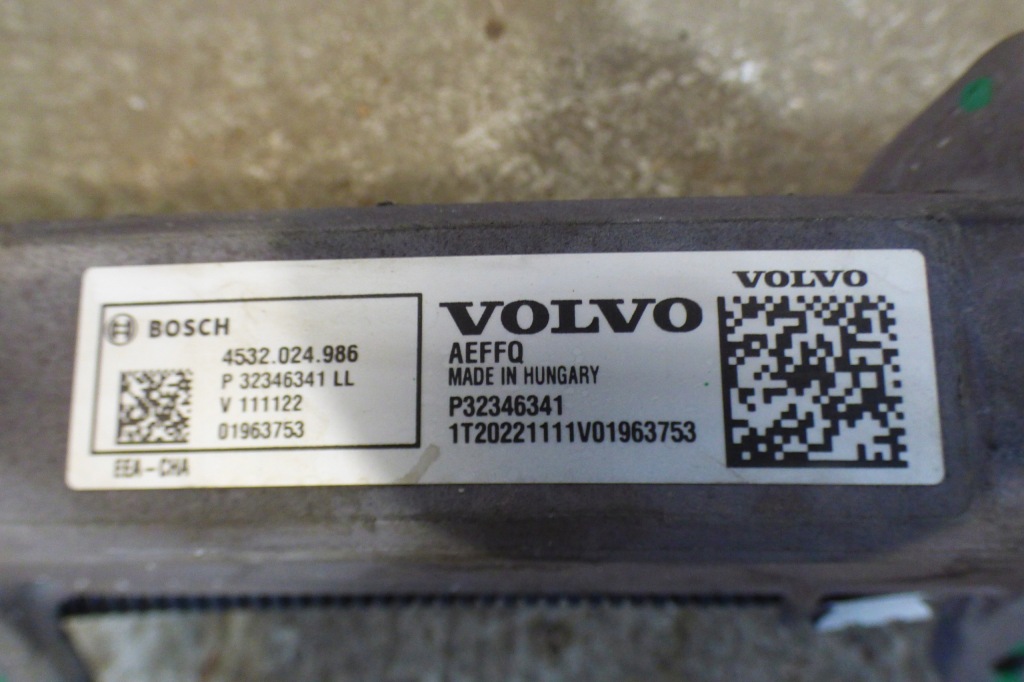 BOSCH
4532.024.986
P 32346341 LL
V 111122
01963753
EEA-CHA
VOLVO
AEFFQ
MADE IN HUNGARY
P32346341
1T20221111V01963753
VOLVO